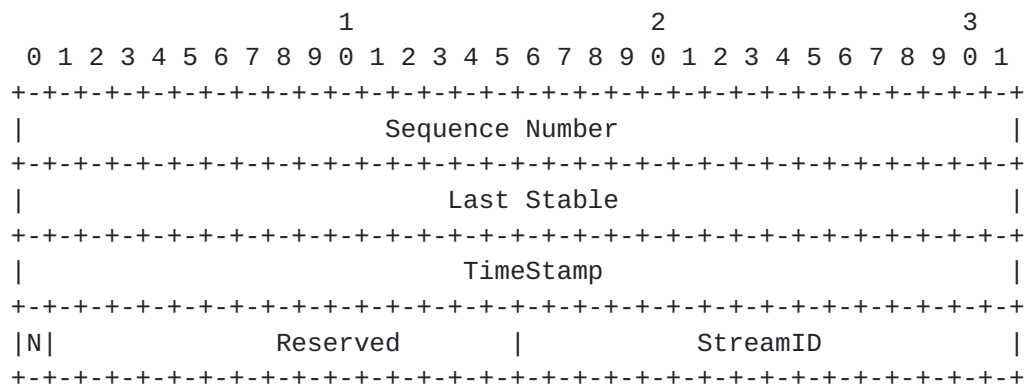 1                   2                   3
 0 1 2 3 4 5 6 7 8 9 0 1 2 3 4 5 6 7 8 9 0 1 2 3 4 5 6 7 8 9 0 1
+-+-+-+-+-+-+-+-+-+-+-+-+-+-+-+-+-+-+-+-+-+-+-+-+-+-+-+-+-+-+-+-+
|                       Sequence Number                         |
+-+-+-+-+-+-+-+-+-+-+-+-+-+-+-+-+-+-+-+-+-+-+-+-+-+-+-+-+-+-+-+-+
|                           Last Stable                         |
+-+-+-+-+-+-+-+-+-+-+-+-+-+-+-+-+-+-+-+-+-+-+-+-+-+-+-+-+-+-+-+-+
|                            TimeStamp                          |
+-+-+-+-+-+-+-+-+-+-+-+-+-+-+-+-+-+-+-+-+-+-+-+-+-+-+-+-+-+-+-+-+
|N|              Reserved       |           StreamID            |
+-+-+-+-+-+-+-+-+-+-+-+-+-+-+-+-+-+-+-+-+-+-+-+-+-+-+-+-+-+-+-+-+